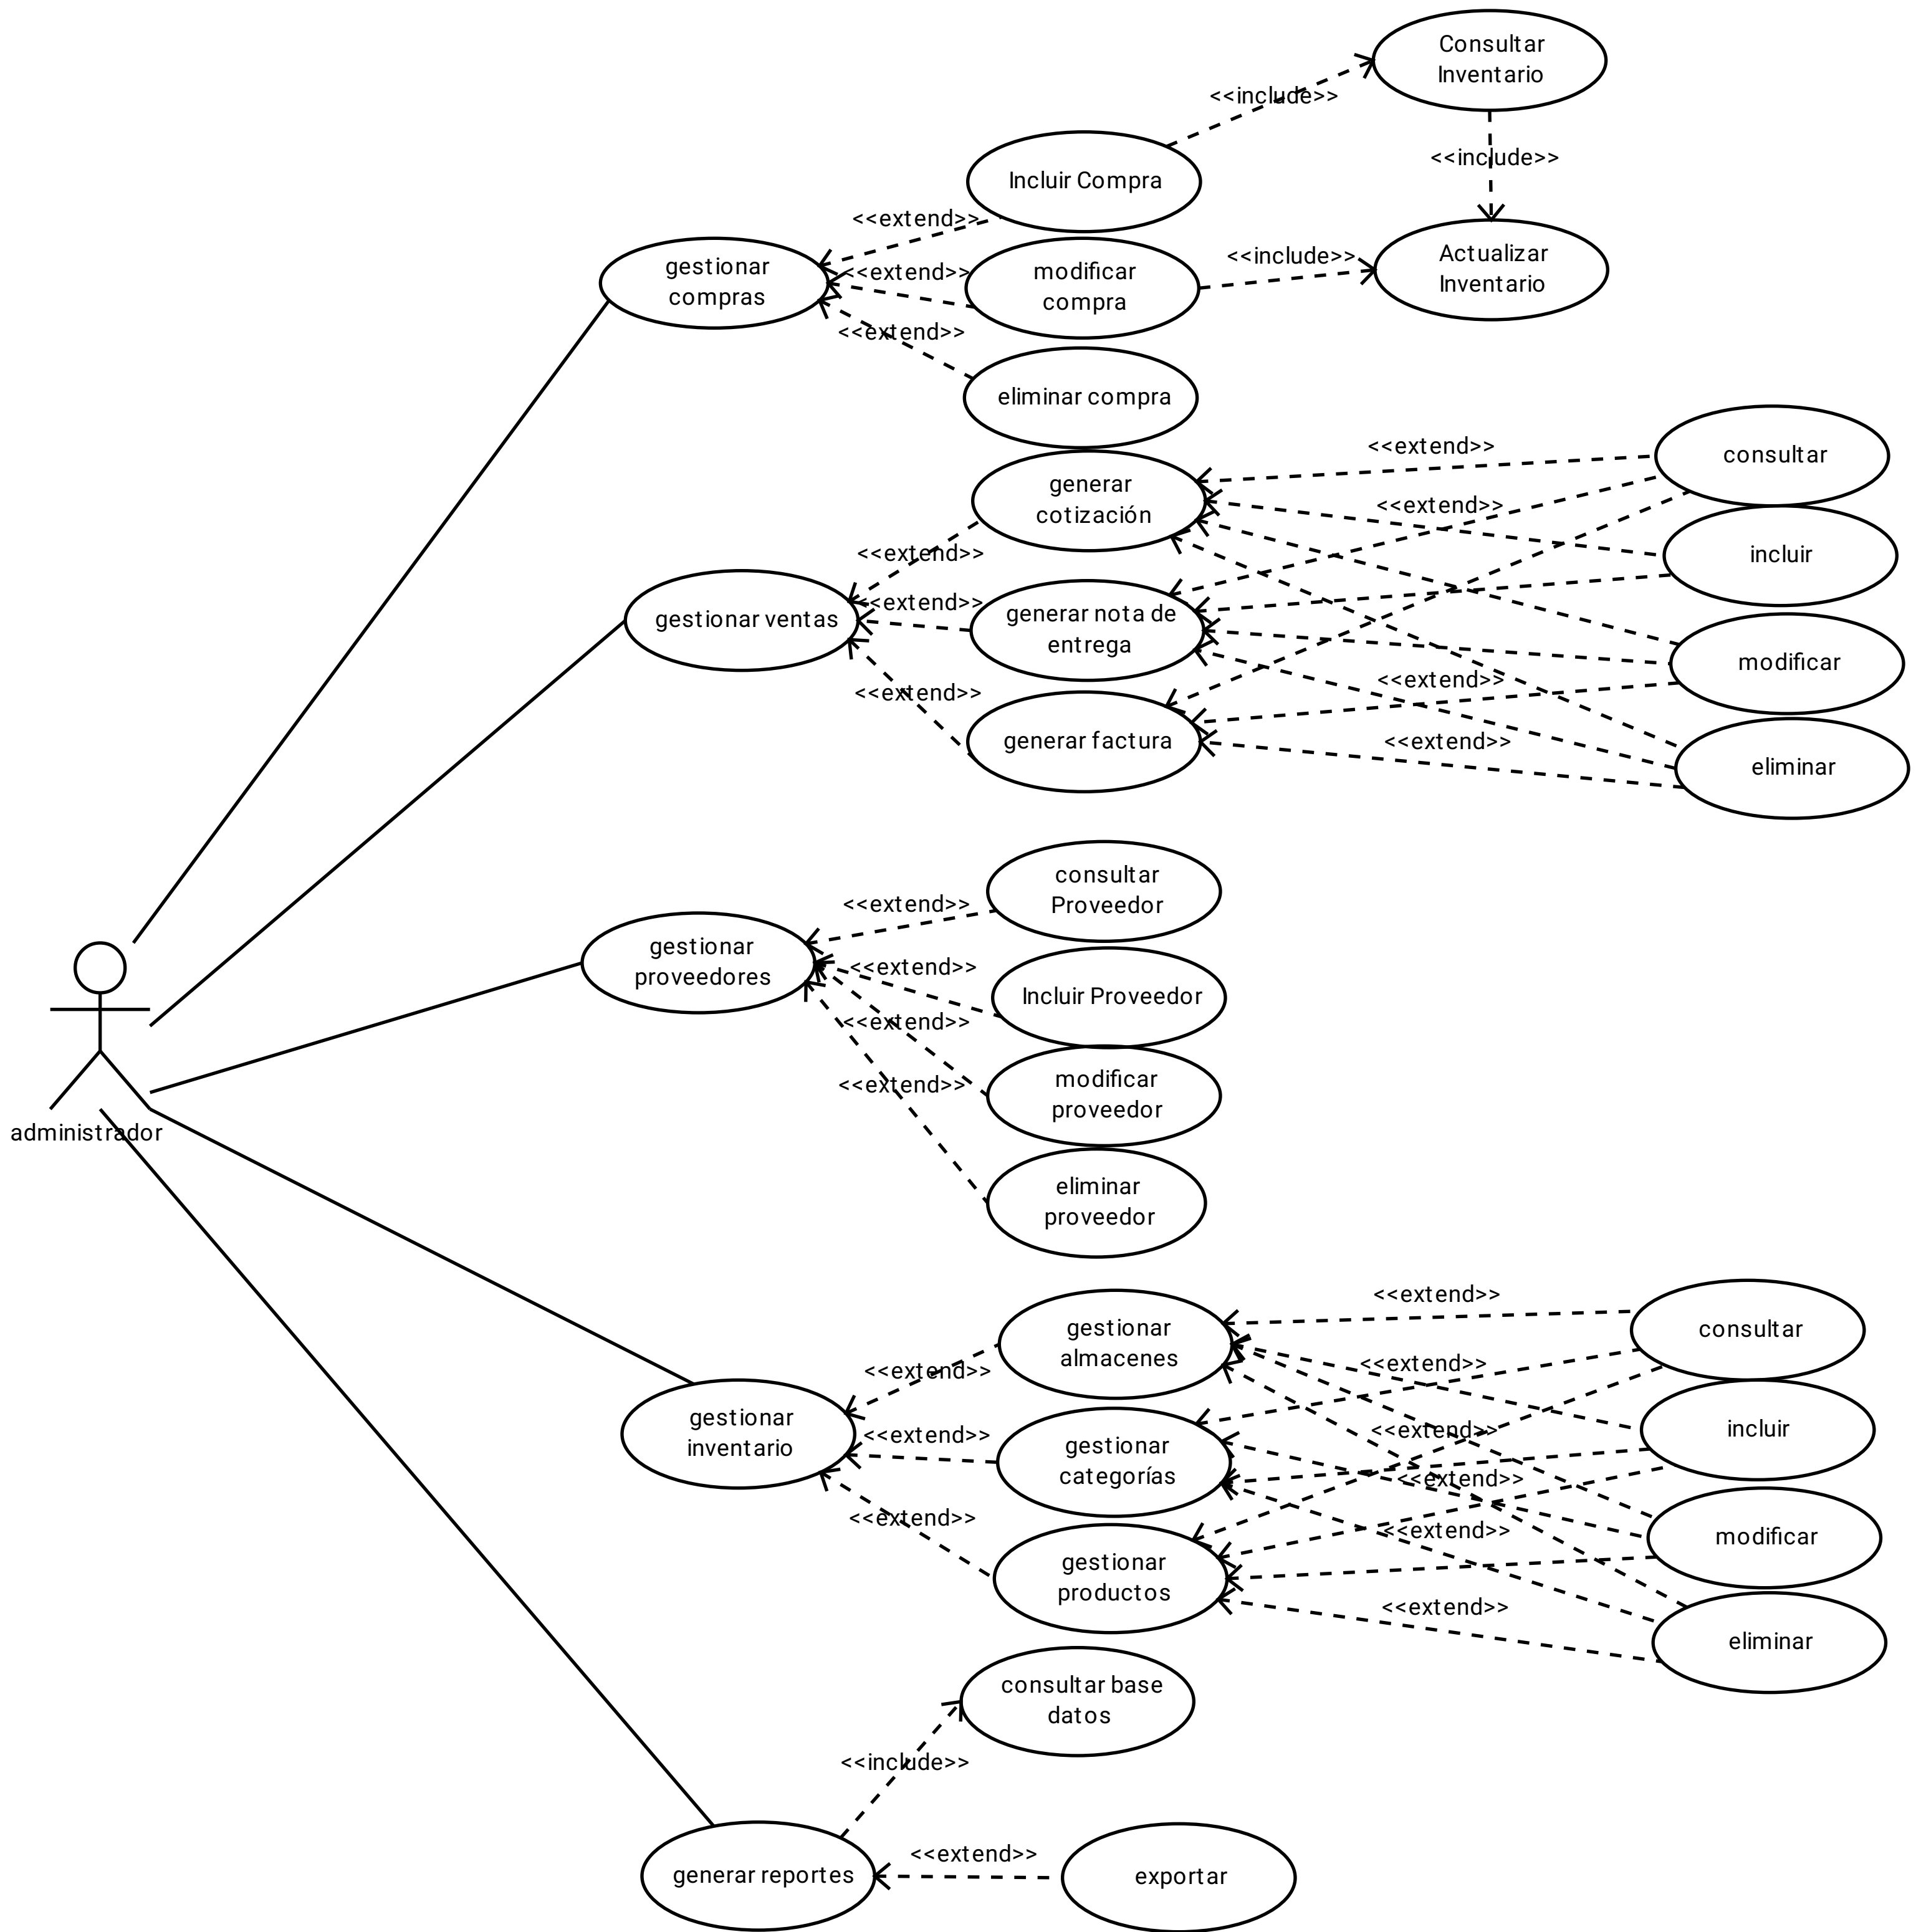 Consultar
Inventario
<<include>>
<<include>>
Incluir Compra
<<extend>>
gestionar
compras
<<extend>>
modificar
compra
<<include>>
Actualizar
Inventario
<<extend>>
eliminar compra
generar
cotización
<<extend>>
consultar
<<extend>>
incluir
<<extend>>
gestionar ventas
<<extend>>
generar nota de
entrega
<<extend>>
modificar
<<extend>>
generar factura
<<extend>>
eliminar
consultar
Proveedor
<<extend>>
gestionar
proveedores
<<extend>>
Incluir Proveedor
<<extend>>
modificar
proveedor
<<extend>>
administrador
eliminar
proveedor
<<extend>>
gestionar
almacenes
consultar
<<extend>>
<<extend>>
gestionar
inventario
<<extend>>
gestionar
categorías
<<extend>>
incluir
<<extend>>
<<extend>>
<<extend>>
modificar
gestionar
productos
<<extend>>
eliminar
consultar base
datos
<<include>>
<<extend>>
generar reportes
exportar